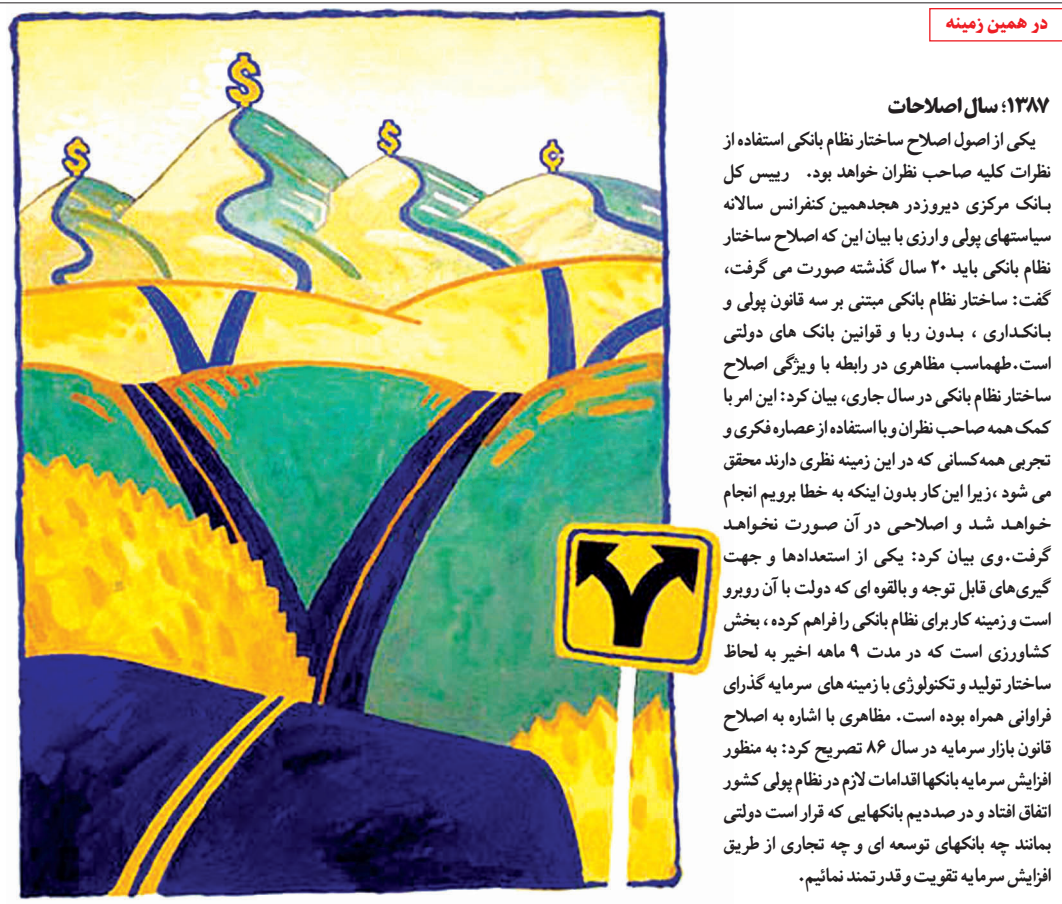 در همین زمینه
۱۳۸۷؛ سال اصلاحات
یکی از اصول اصلاح ساختار نظام بانکی استفاده از
نظرات کلیه صاحب نظران خواهد بود. رییس کل
بانک مرکزی دیروزدر هجدهمین کنفرانس سالانه
سیاستهای پولی وارزی با بیان این که اصلاح ساختار
نظام بانکی باید ۲۰ سال گذشته صورت می گرفت،
گفت: ساختار نظام بانکی مبتنی بر سه قانون پولی و
بانکداری ، بدون ربا و قوانین بانک های دولتی
است.طهماسب مظاهری در رابطه با ویژگی اصلاح
ساختار نظام بانکی در سال جاری، بیان کرد: این امر با
کمک همه صاحب نظران وبا استفاده از عصاره فکری و
تجربی همه کسانی که در این زمینه نظری دارند محقق
می شود ،زیرا این کار بدون اینکه به خطا برویم انجام
خواهد شد و اصلاحی در آن صورت نخواهد
گرفت.وی بیان کرد: یکی از استعدادها و جهت
گیری‌های قابل توجه و بالقوه ای که دولت با آن روبرو
است و زمینه کار برای نظام بانکی را فراهم کرده ، بخش
کشاورزی است که در مدت ۹ ماهه اخیر به لحاظ
ساختار تولید و تکنولوژی با زمینه های سرمایه گذرای
فراوانی همراه بوده است. مظاهری با اشاره به اصلاح
قانون بازار سرمایه در سال ۸۶ تصریح کرد: به منظور
افزایش سرمایه بانکها اقدامات لازم در نظام پولی کشور
اتفاق افتاد و در صددیم بانکهایی که قرار است دولتی
بمانند چه بانکهای توسعه ای و چه تجاری از طریق
افزایش سرمایه تقویت و قدرتمند نمائیم.
$
$
$
¢